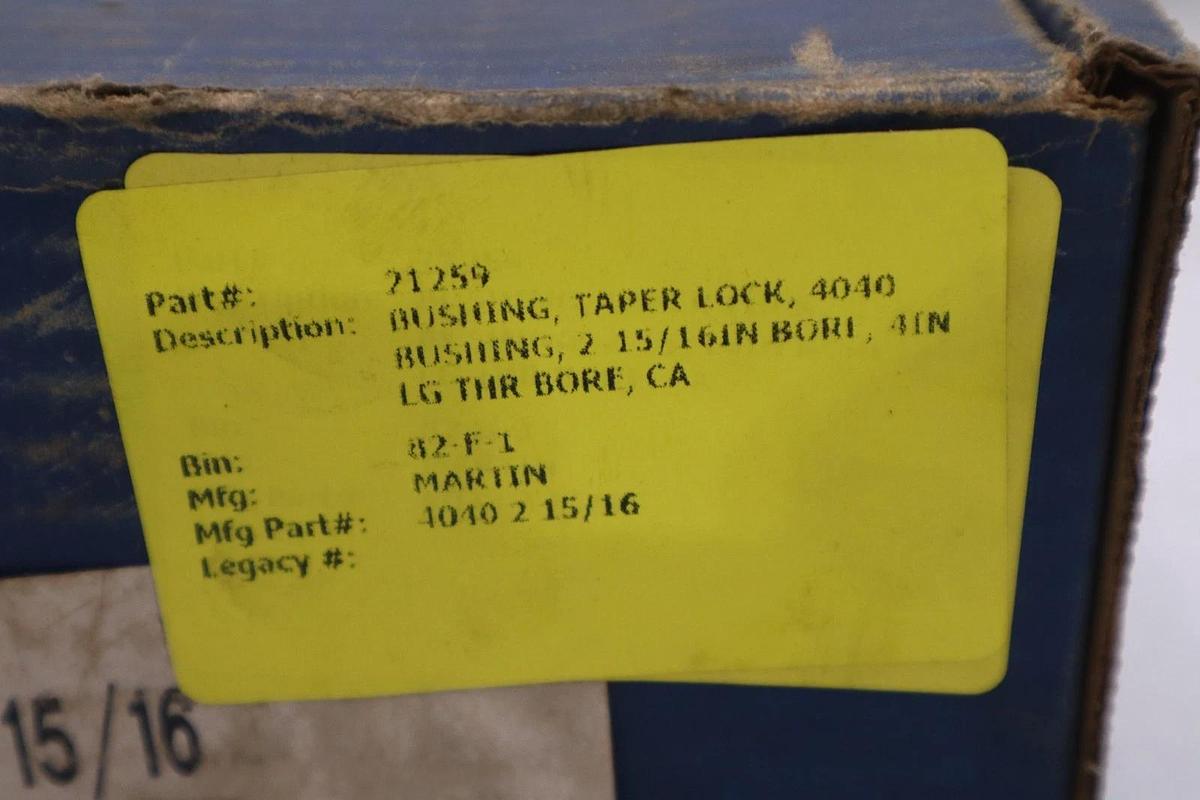 Part#: 21259
Description: BUSHING, TAPER LOCK, 4040
BUSHING, 2 15/16IN BORE, 4IN
LG THR BORE, CA
Bin: 82-F-1
Mfg: MARTIN
Mfg Part#: 4040 2 15/16
Legacy #:
15/16